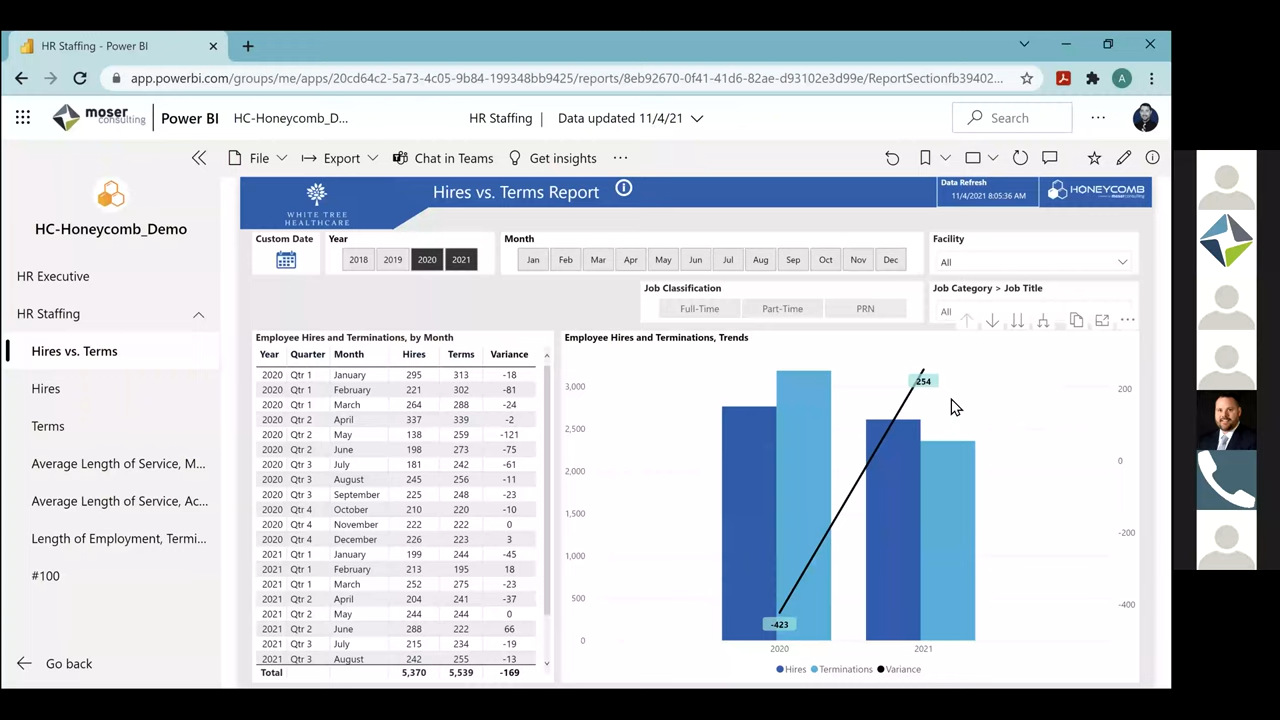 HR Staffing - Power BI
app.powerbi.com/groups/me/apps/20cd64c2-5a73-4c05-9b84-199348bb9425/reports/8eb92670-0f41-41d6-82ae-d93102e3d99e/ReportSectionfb39402...
A
moser
consulting
Power BI
HC-Honeycomb_D...
HR Staffing | Data updated 11/4/21
Search
File
Export
Chat in Teams
Get insights
HC-Honeycomb_Demo
HR Executive
HR Staffing
Hires vs. Terms
Hires
Terms
Average Length of Service, M...
Average Length of Service, Ac...
Length of Employment, Termi...
#100
Go back
WHITE TREE
HEALTHCARE
Hires vs. Terms Report
Data Refresh
11/4/2021 8:05:36 AM
HONEYCOMB
Custom Date
Year
2018 2019 2020 2021
Month
Jan Feb Mar Apr May Jun Jul Aug Sep Oct Nov Dec
Facility
All
Job Classification
Full-Time Part-Time PRN
Job Category > Job Title
All
Employee Hires and Terminations, by Month
Year Quarter Month Hires Terms Variance
2020 Qtr 1 January 295 313 -18
2020 Qtr 1 February 221 302 -81
2020 Qtr 1 March 264 288 -24
2020 Qtr 2 April 337 339 -2
2020 Qtr 2 May 138 259 -121
2020 Qtr 2 June 198 273 -75
2020 Qtr 3 July 181 242 -61
2020 Qtr 3 August 245 256 -11
2020 Qtr 3 September 225 248 -23
2020 Qtr 4 October 210 220 -10
2020 Qtr 4 November 222 222 0
2020 Qtr 4 December 226 223 3
2021 Qtr 1 January 199 244 -45
2021 Qtr 1 February 213 195 18
2021 Qtr 1 March 252 275 -23
2021 Qtr 2 April 204 241 -37
2021 Qtr 2 May 244 244 0
2021 Qtr 2 June 288 222 66
2021 Qtr 3 July 215 234 -19
2021 Qtr 3 August 242 255 -13
Total 5,370 5,539 -169
Employee Hires and Terminations, Trends
3,000
2,500
2,000
1,500
1,000
500
0
254
-423
200
0
-200
-400
2020 2021
Hires Terminations Variance